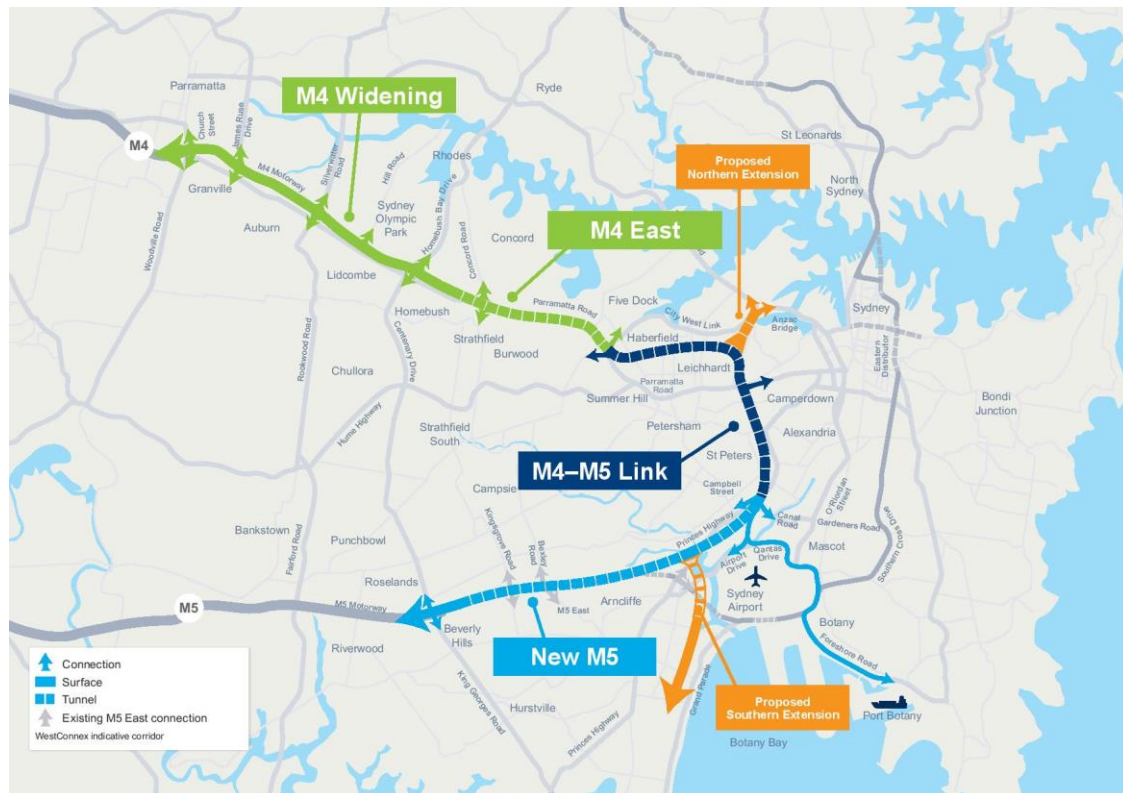 Parramatta
M4 Widening
Ryde
Church
Street
James Ruse
Drive
St Leonards
M4
Silverwater
Road
Hill Road
Rhodes
Proposed
Northern Extension
North
Sydney
M4 Motorway
Granville
Homebush Bay Drive
Sydney
Olympic
Park
Woodville Road
Auburn
Concord
M4 East
Concord Road
Lidcombe
Parramatta Road
Five Dock
City West Link
Anzac
Bridge
Sydney
Homebush
Haberfield
Strathfield
Burwood
Eastern
Distributor
Rookwood Road
Centenary Drive
Leichhardt
Chullora
Parramatta
Road
Summer Hill
Camperdown
Bondi
Junction
Hume Highway
Strathfield
South
Petersham
Alexandria
M4–M5 Link
St Peters
Campbell
Street
O'Riordan
Street
Campsie
Canal
Road
Gardeners Road
Southern Cross Drive
Bankstown
Punchbowl
Kingsgrove Road
Bexley
Road
Princes Highway
Mascot
Fairford Road
Airport
Drive
Qantas
Drive
Roselands
Sydney
Airport
M5
M5 Motorway
M5 East
Arncliffe
Botany
Beverly
Hills
Riverwood
New M5
Foreshore Road
Connection
Surface
Tunnel
Existing M5 East connection
WestConnex indicative corridor
King Georges Road
Hurstville
Princes Highway
Grand Parade
Proposed
Southern Extension
Port Botany
Botany Bay